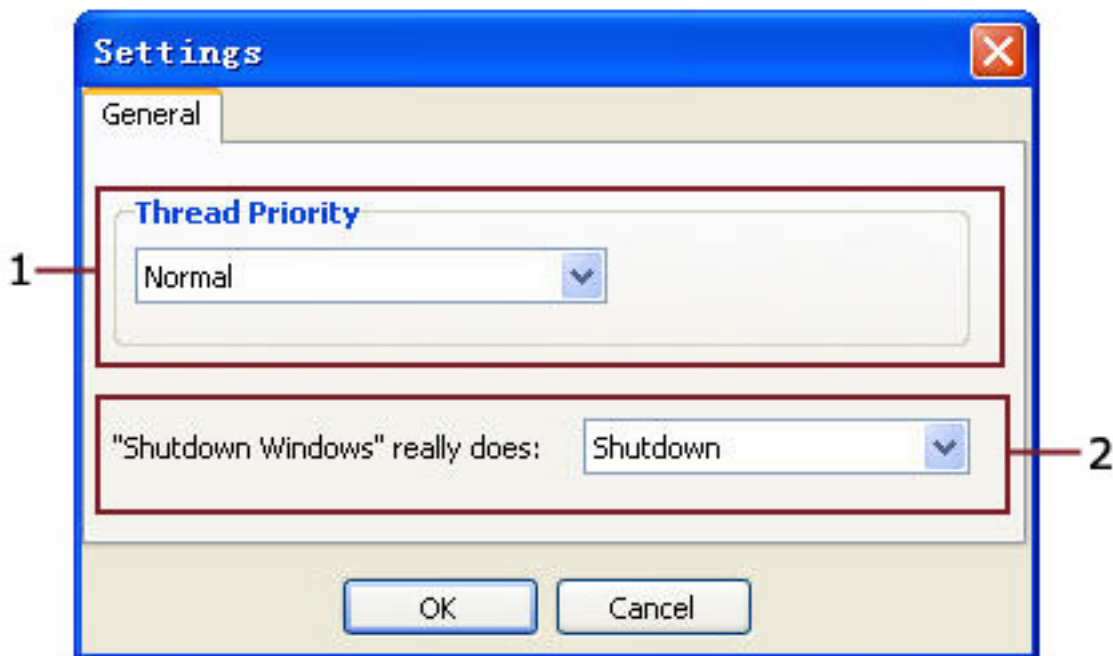 Settings
General
Thread Priority
1
Normal
"Shutdown Windows" really does: Shutdown
2
OK Cancel